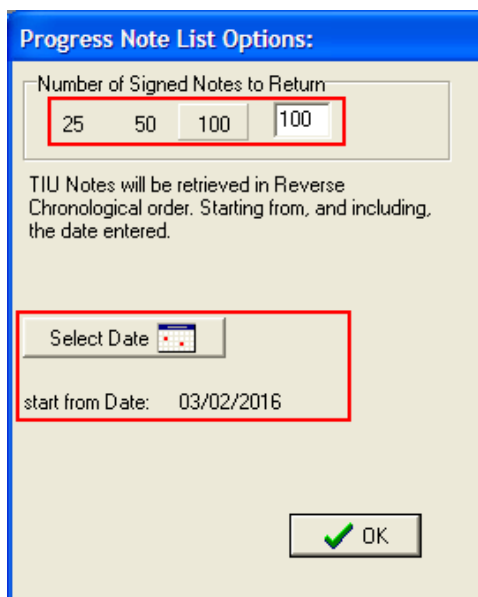 Progress Note List Options:
Number of Signed Notes to Return
25 50 100 100
TIU Notes will be retrieved in Reverse
Chronological order. Starting from, and including,
the date entered.
Select Date
start from Date: 03/02/2016
OK